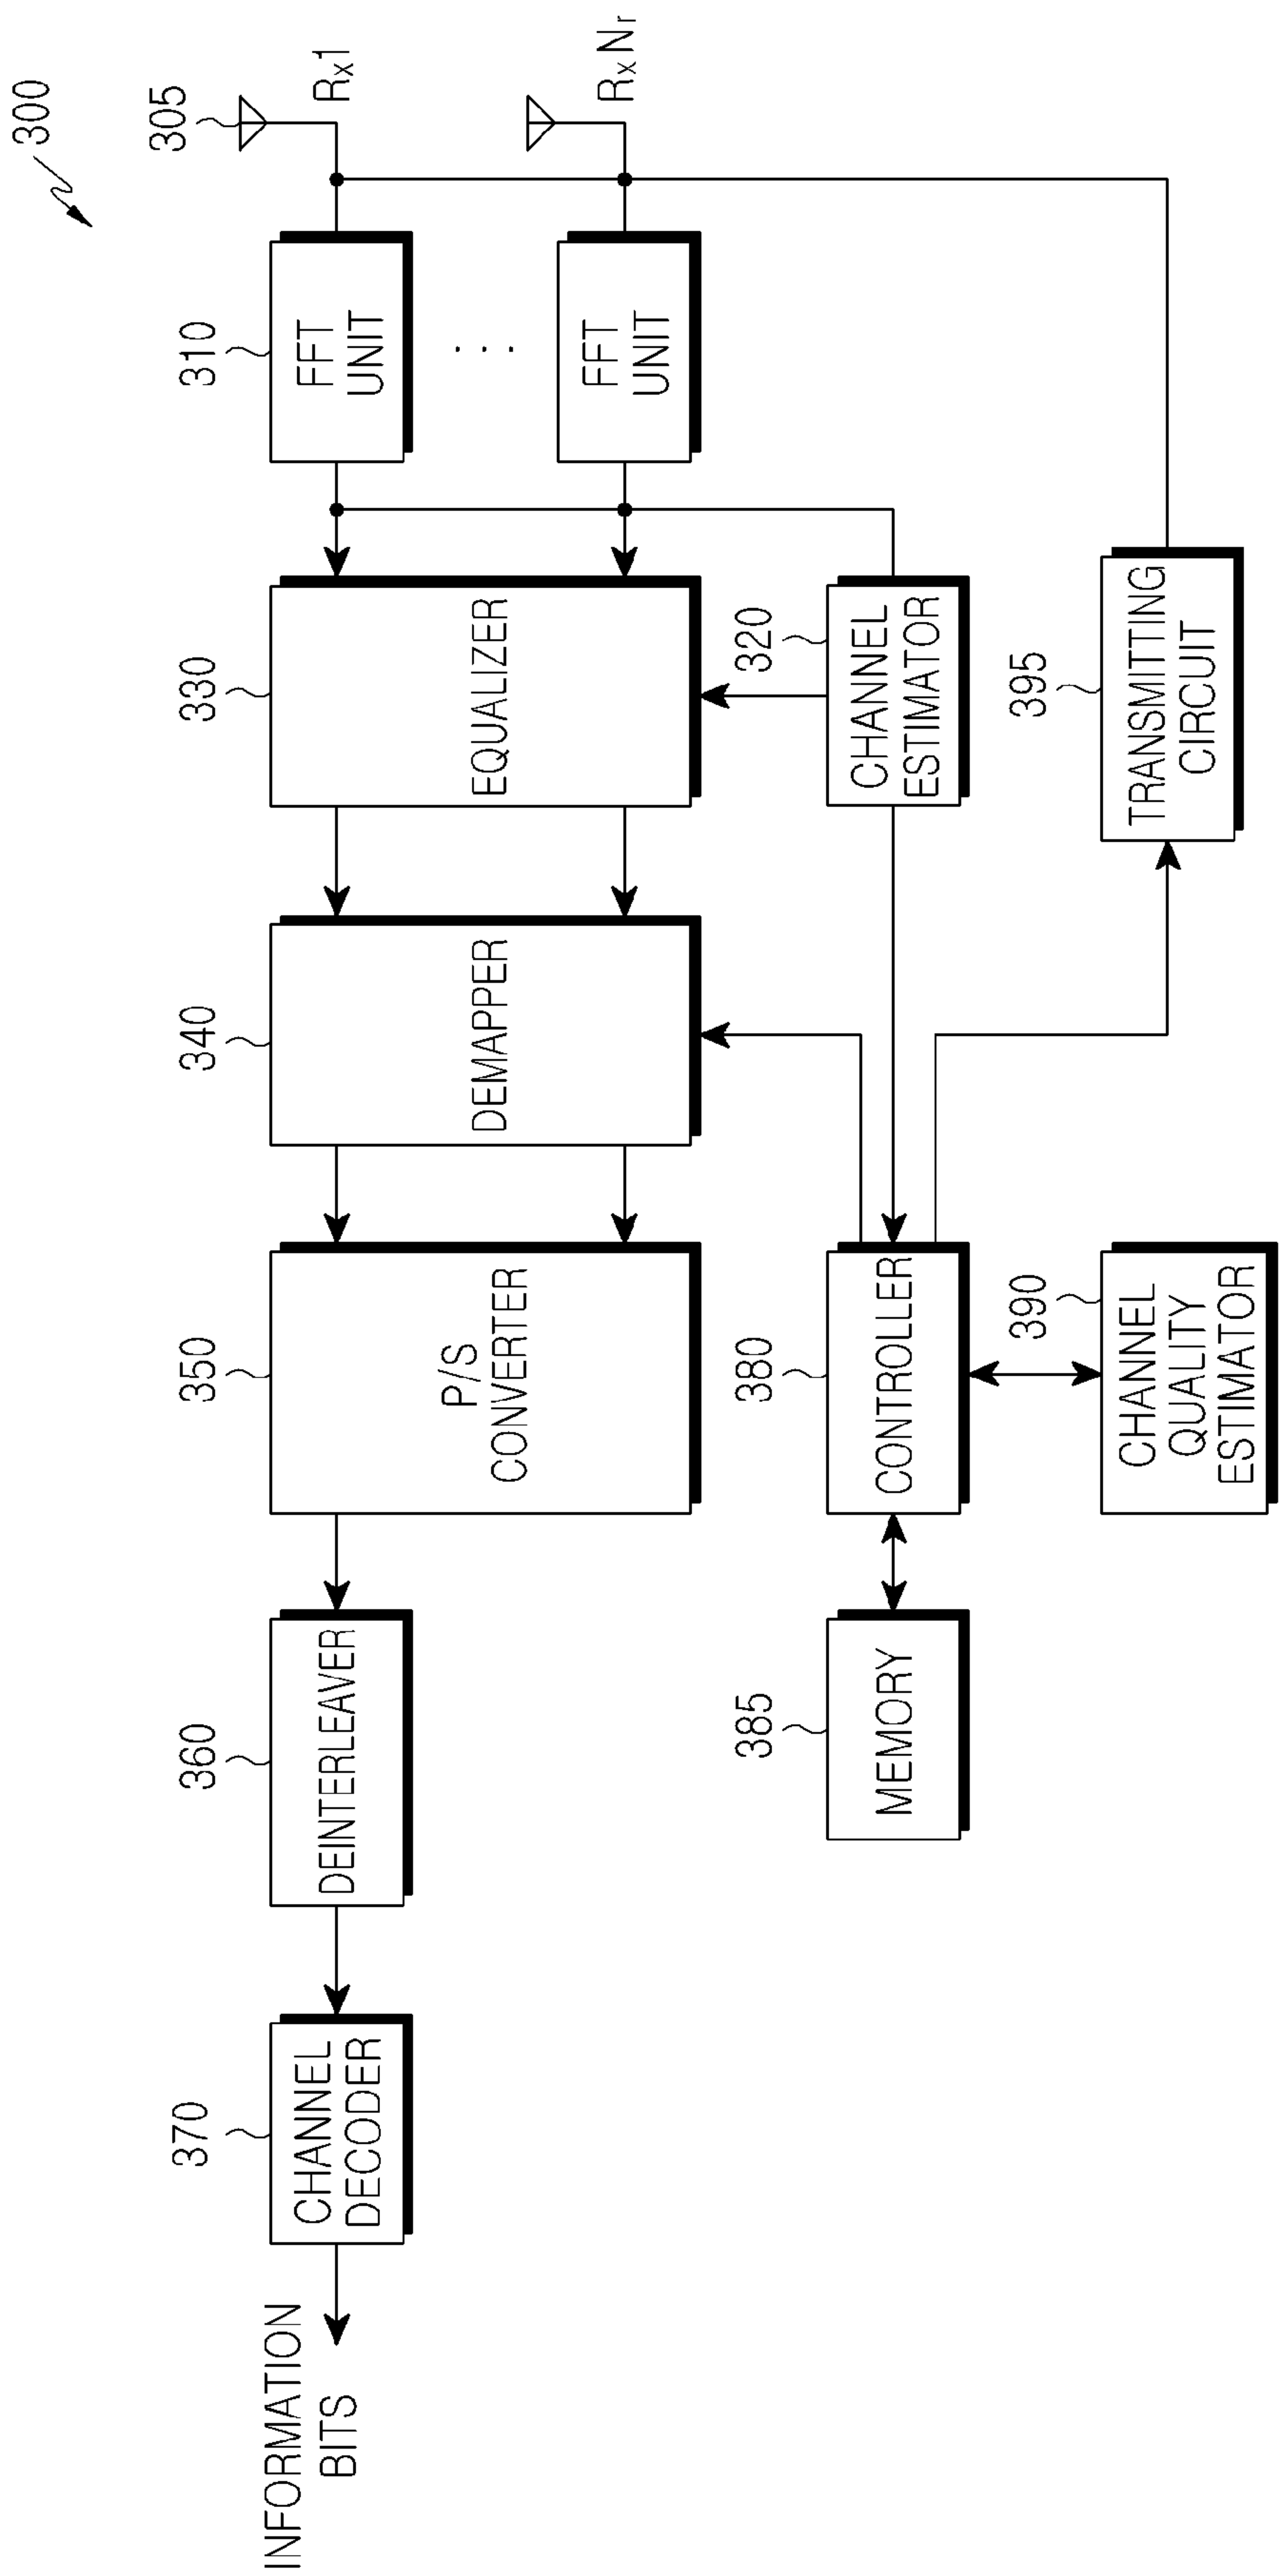 300
INFORMATION
BITS
370
CHANNEL
DECODER
360
DEINTERLEAVER
350
P/S
CONVERTER
340
DEMAPPER
330
EQUALIZER
310
FFT
UNIT
. . .
FFT
UNIT
305
Rx1
RxNr
385
MEMORY
380
CONTROLLER
320
CHANNEL
ESTIMATOR
390
CHANNEL
QUALITY
ESTIMATOR
395
TRANSMITTING
CIRCUIT